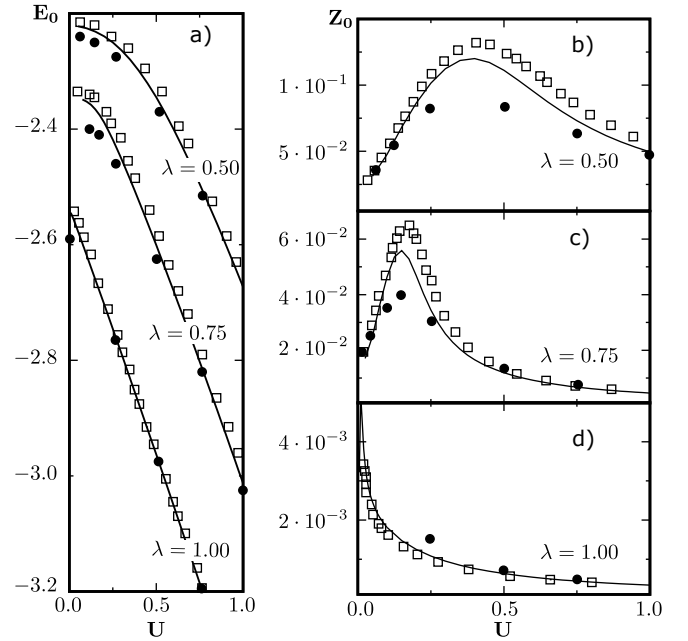 E₀
a)
−2.4
−2.6
−2.8
−3.0
−3.2
λ = 0.50
λ = 0.75
λ = 1.00
0.0
0.5
1.0
U
Z₀
b)
1 · 10⁻¹
5 · 10⁻²
λ = 0.50
c)
6 · 10⁻²
4 · 10⁻²
2 · 10⁻²
λ = 0.75
d)
4 · 10⁻³
2 · 10⁻³
λ = 1.00
0.0
0.5
1.0
U